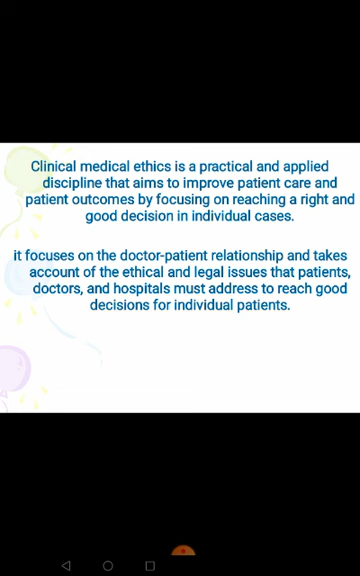 Clinical medical ethics is a practical and applied
discipline that aims to improve patient care and
patient outcomes by focusing on reaching a right and
good decision in individual cases.
it focuses on the doctor-patient relationship and takes
account of the ethical and legal issues that patients,
doctors, and hospitals must address to reach good
decisions for individual patients.